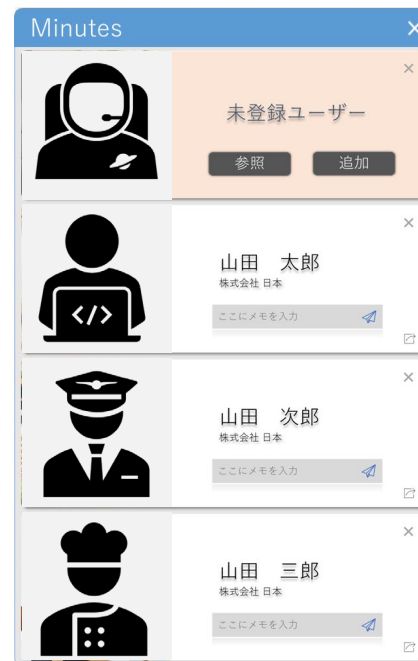 Minutes
未登録ユーザー
参照 追加
</>
山田 太郎
株式会社 日本
ここにメモを入力
山田 次郎
株式会社 日本
ここにメモを入力
山田 三郎
株式会社 日本
ここにメモを入力